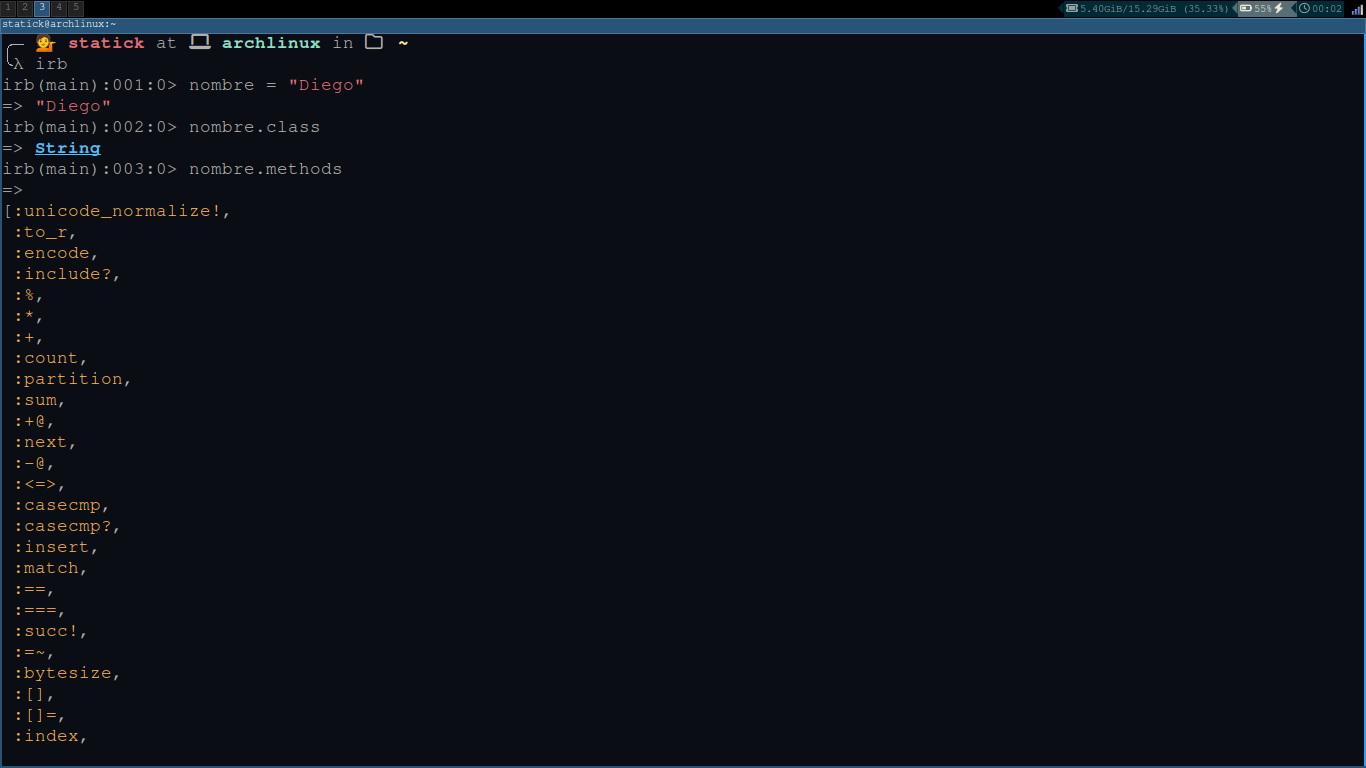 1 2 3 4 5 5.40GiB/15.29GiB (35.33%) 55% 00:02
statick@archlinux:~
statick at archlinux in ~
λ irb
irb(main):001:0> nombre = "Diego"
=> "Diego"
irb(main):002:0> nombre.class
=> String
irb(main):003:0> nombre.methods
=>
[:unicode_normalize!,
:to_r,
:encode,
:include?,
:%,
:*,
:+,
:count,
:partition,
:sum,
:+@,
:next,
:-@,
:<=>,
:casecmp,
:casecmp?,
:insert,
:match,
:==,
:===,
:succ!,
:=~,
:bytesize,
:[],
:[]=,
:index,